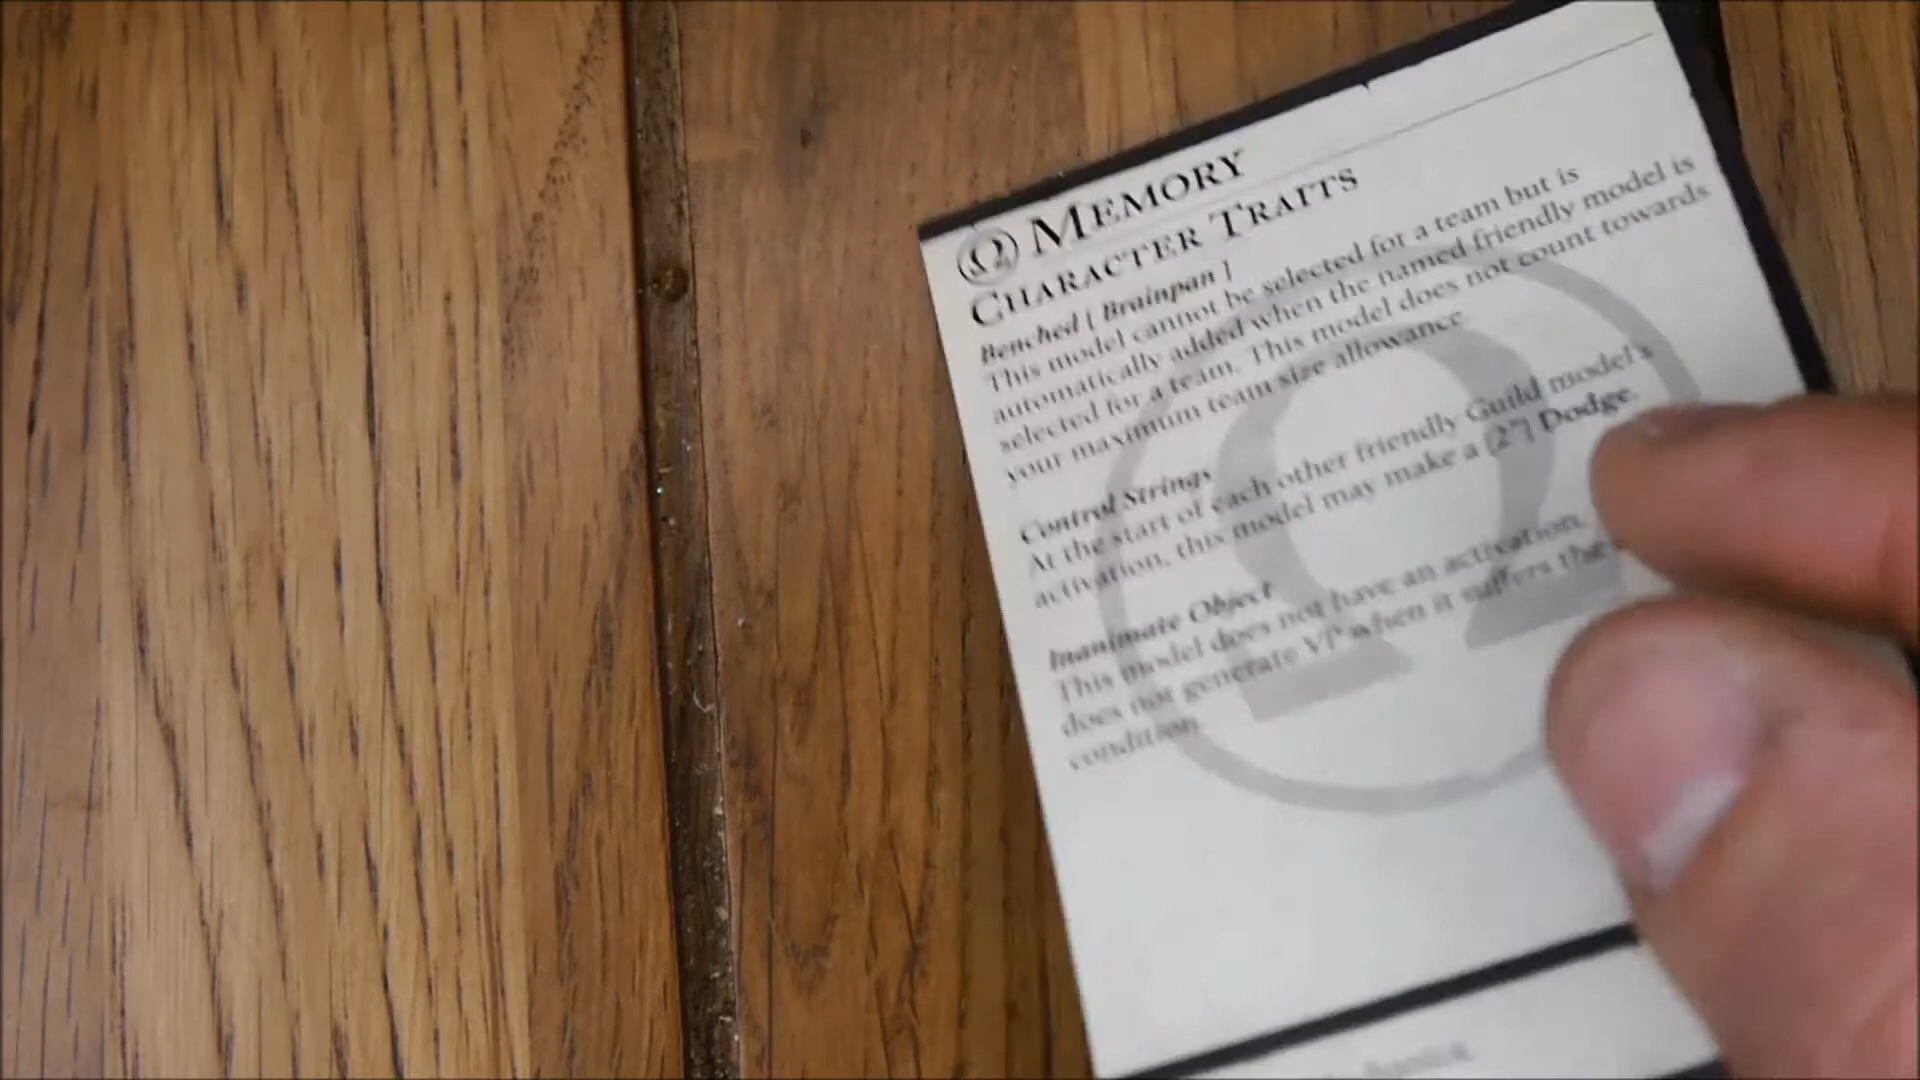 Ω MEMORY
CHARACTER TRAITS
Benched [ Brainpan ]
This model cannot be selected for a team but is
automatically added when the named friendly model is
selected for a team. This model does not count towards
your maximum team size allowance.
Control Strings
At the start of each other friendly Guild model's
activation, this model may make a (2") Dodge.
Inanimate Object
This model does not have an activation.
does not generate VP when it suffers the
condition.